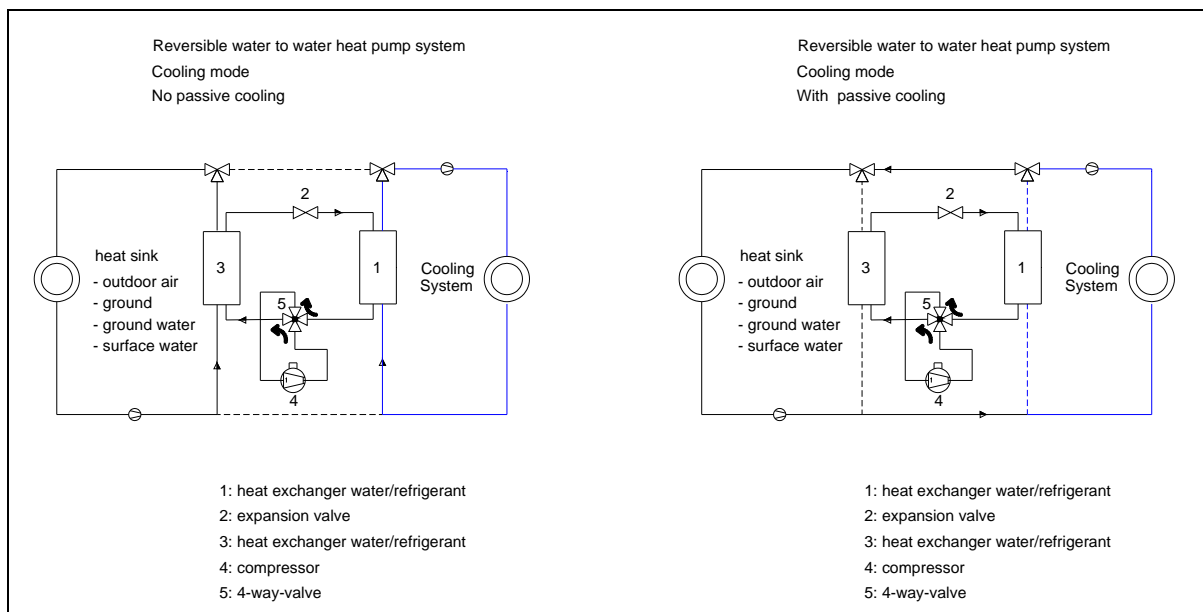 Reversible water to water heat pump system
Cooling mode
No passive cooling
2
heat sink
- outdoor air
- ground
- ground water
- surface water
3
1
5
4
Cooling
System
1: heat exchanger water/refrigerant
2: expansion valve
3: heat exchanger water/refrigerant
4: compressor
5: 4-way-valve
Reversible water to water heat pump system
Cooling mode
With passive cooling
2
heat sink
- outdoor air
- ground
- ground water
- surface water
3
1
5
4
Cooling
System
1: heat exchanger water/refrigerant
2: expansion valve
3: heat exchanger water/refrigerant
4: compressor
5: 4-way-valve